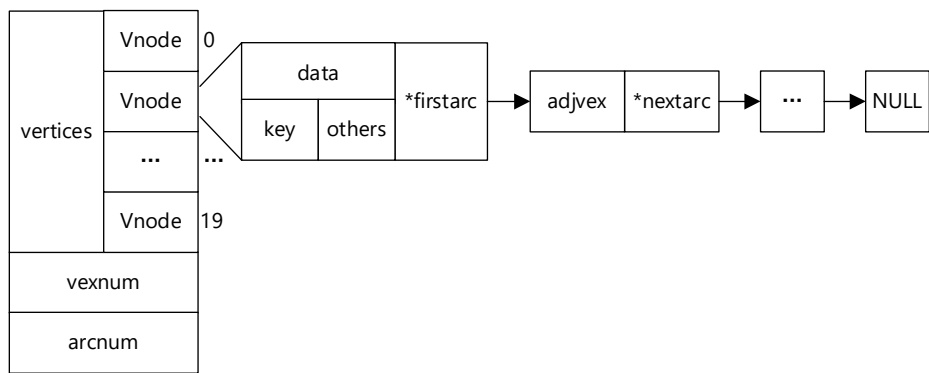 Vnode 0
data
Vnode
*firstarc
adjvex *nextarc ... NULL
vertices
key others
... ...
Vnode 19
vexnum
arcnum